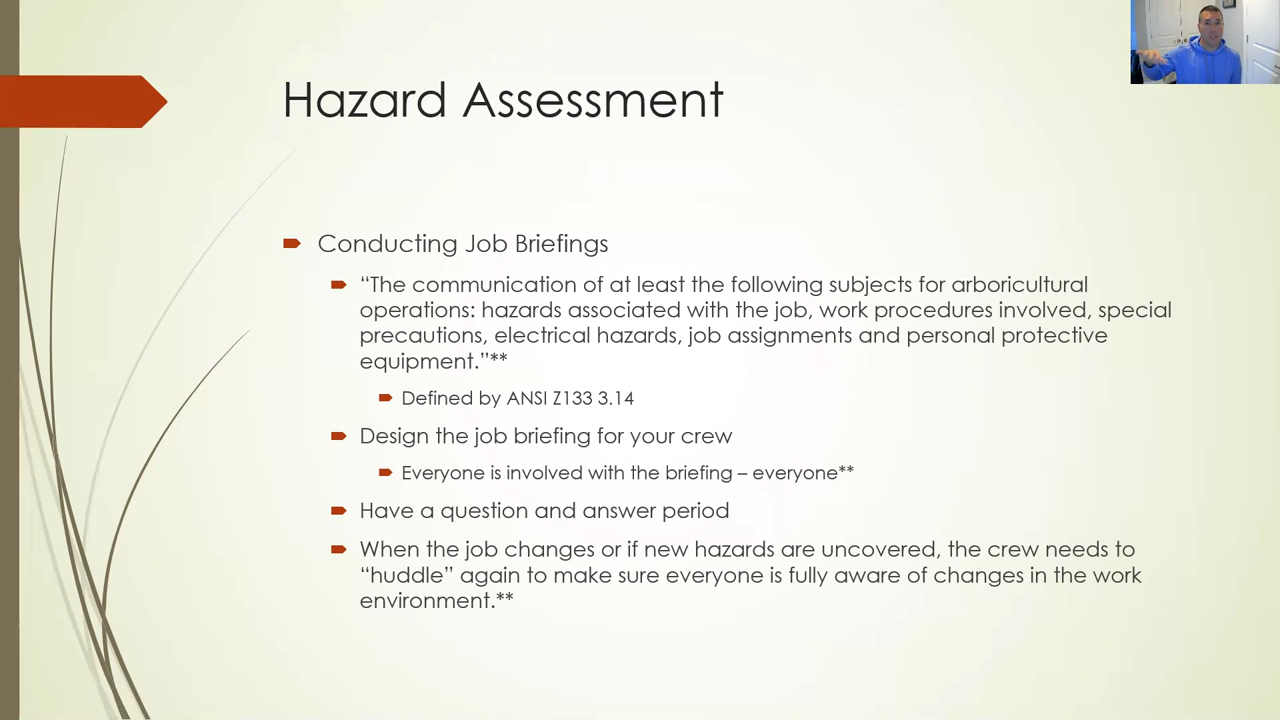 Hazard Assessment
Conducting Job Briefings
“The communication of at least the following subjects for arboricultural
operations: hazards associated with the job, work procedures involved, special
precautions, electrical hazards, job assignments and personal protective
equipment.”**
Defined by ANSI Z133 3.14
Design the job briefing for your crew
Everyone is involved with the briefing – everyone**
Have a question and answer period
When the job changes or if new hazards are uncovered, the crew needs to
“huddle” again to make sure everyone is fully aware of changes in the work
environment.**